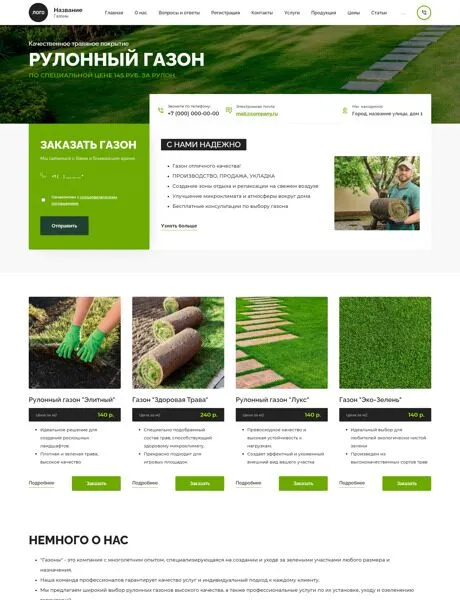 ЛОГО
Название
Газоны
Главная О нас Вопросы и ответы Регистрация Контакты Услуги Продукция Цены Статьи ...
Качественное травяное покрытие
РУЛОННЫЙ ГАЗОН
ПО СПЕЦИАЛЬНОЙ ЦЕНЕ 145 РУБ. ЗА РУЛОН
Звоните по телефону:
+7 (000) 000-00-00
Электронная почта:
mail@company.ru
Мы находимся:
Город, название улица, дом 1
ЗАКАЗАТЬ ГАЗОН
Мы свяжемся с Вами в ближайшее время
+7 (___)___-__-__
Ознакомлен с пользовательским
соглашением
Отправить
С НАМИ НАДЕЖНО
Газон отличного качества!
ПРОИЗВОДСТВО, ПРОДАЖА, УКЛАДКА
Создание зоны отдыха и релаксации на свежем воздухе
Улучшение микроклимата и атмосферы вокруг дома
Бесплатные консультации по выбору газона
Узнать больше
Рулонный газон "Элитный"
Цена за м2 140 р.
Идеальное решение для
создания роскошных
ландшафтов.
Плотная и зеленая трава,
высокое качество
Подробнее
Заказать
Газон "Здоровая Трава"
Цена за м2 240 р.
Специально подобранный
состав трав, способствующий
здоровому микроклимату.
Прекрасно подходит для
игровых площадок
Подробнее
Заказать
Рулонный газон "Люкс"
Цена за м2 140 р.
Превосходное качество и
высокая устойчивость к
нагрузкам.
Создает эффектный и ухоженный
внешний вид вашего участка
Подробнее
Заказать
Газон "Эко-Зелень"
Цена за м2 140 р.
Идеальный выбор для
любителей экологически чистой
зелени
Произведен из
высококачественных сортов трав
Подробнее
Заказать
НЕМНОГО О НАС
"Газоны" - это компания с многолетним опытом, специализирующаяся на создании и уходе за зелеными участками любого размера и
назначения.
Наша команда профессионалов гарантирует качество услуг и индивидуальный подход к каждому клиенту.
Мы предлагаем широкий выбор рулонных газонов высокого качества, а также профессиональные услуги по их установке, уходу и озеленению